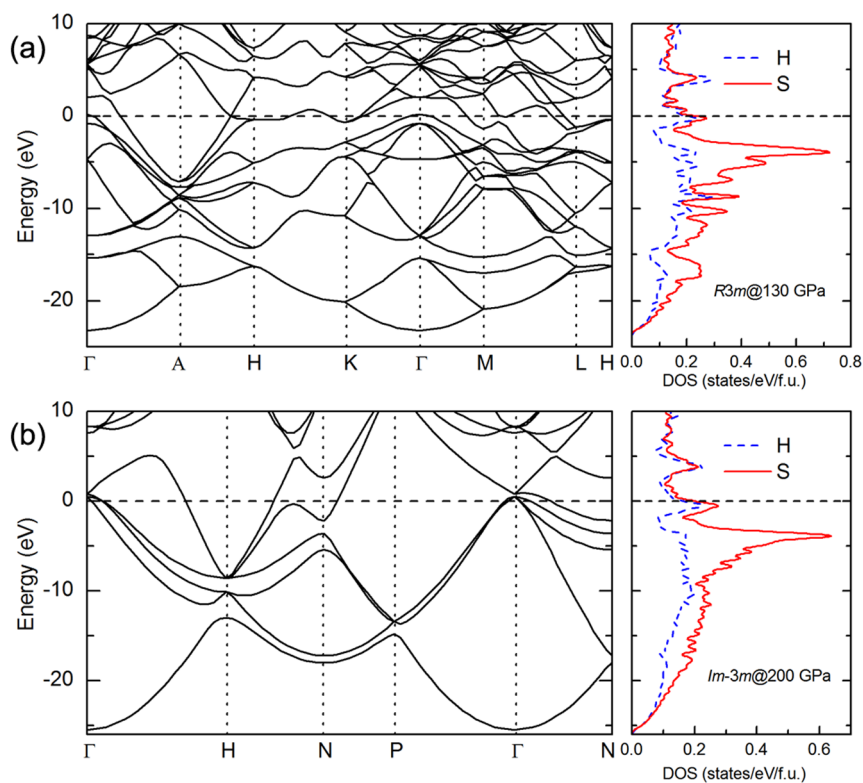 (a)
Energy (eV)
10
0
-10
-20
Γ A H K Γ M L H
H
S
R3m@130 GPa
0.0 0.2 0.4 0.6 0.8
DOS (states/eV/f.u.)
(b)
Energy (eV)
10
0
-10
-20
Γ H N P Γ N
H
S
Im-3m@200 GPa
0.0 0.2 0.4 0.6
DOS (states/eV/f.u.)